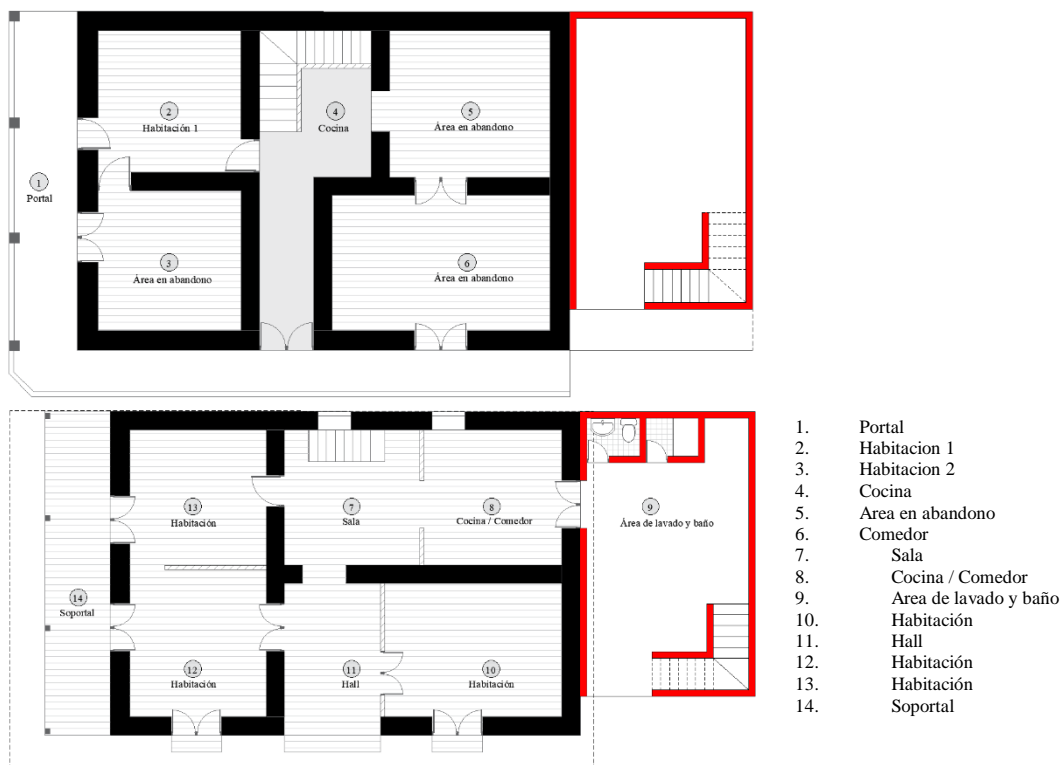 2
Habitación 1
4
Cocina
5
Área en abandono
1
Portal
3
Área en abandono
6
Área en abandono
13
Habitación
7
Sala
8
Cocina / Comedor
9
Área de lavado y baño
14
Soportal
12
Habitación
11
Hall
10
Habitación
1. Portal
2. Habitacion 1
3. Habitacion 2
4. Cocina
5. Area en abandono
6. Comedor
7. Sala
8. Cocina / Comedor
9. Area de lavado y baño
10. Habitación
11. Hall
12. Habitación
13. Habitación
14. Soportal